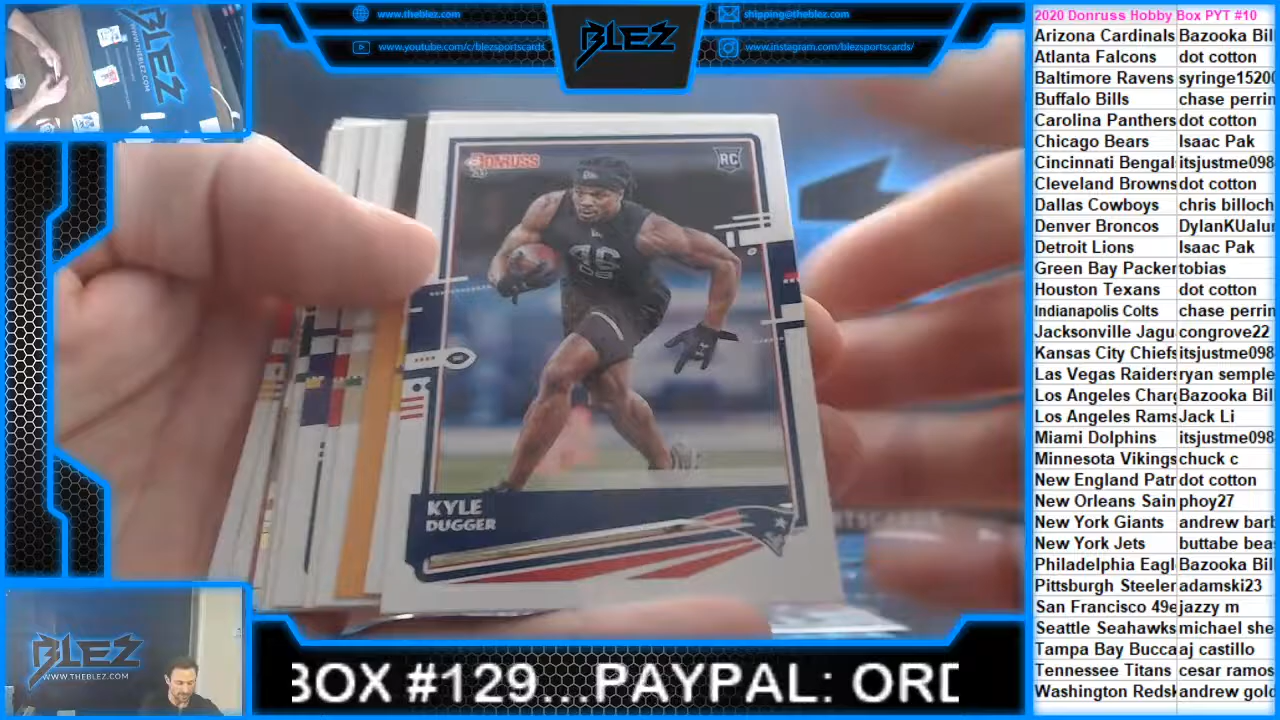 www.theblez.com
shipping@theblez.com
www.youtube.com/c/blezsportscards
www.instagram.com/blezsportscards/
BLEZ
DONRUSS
RC
KYLE
DUGGER
BLEZ
THEBLEZ.COM
BLEZ
WWW.THEBLEZ.COM
BOX #129...PAYPAL: ORD
2020 Donruss Hobby Box PYT #10
Arizona Cardinals Bazooka Bil
Atlanta Falcons dot cotton
Baltimore Ravens syringe15200
Buffalo Bills chase perrin
Carolina Panthers dot cotton
Chicago Bears Isaac Pak
Cincinnati Bengal itsjustme098
Cleveland Browns dot cotton
Dallas Cowboys chris billoch
Denver Broncos DylanKUalu
Detroit Lions Isaac Pak
Green Bay Packer tobias
Houston Texans dot cotton
Indianapolis Colts chase perrin
Jacksonville Jagu congrove22
Kansas City Chiefs itsjustme098
Las Vegas Raiders ryan semple
Los Angeles Charg Bazooka Bil
Los Angeles Rams Jack Li
Miami Dolphins itsjustme098
Minnesota Vikings chuck c
New England Patr dot cotton
New Orleans Sain phoy27
New York Giants andrew barb
New York Jets buttabe bea
Philadelphia Eagl Bazooka Bil
Pittsburgh Steeler adamski23
San Francisco 49e jazzy m
Seattle Seahawks michael she
Tampa Bay Bucca aj castillo
Tennessee Titans cesar ramos
Washington Redsk andrew gold